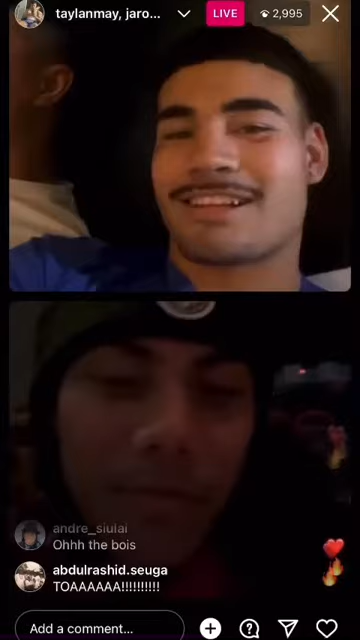 taylanmay, jaro...
LIVE
2,995
andre_siulai
Ohhh the bois
abdulrashid.seuga
TOAAAAAA!!!!!!!!!!
Add a comment...